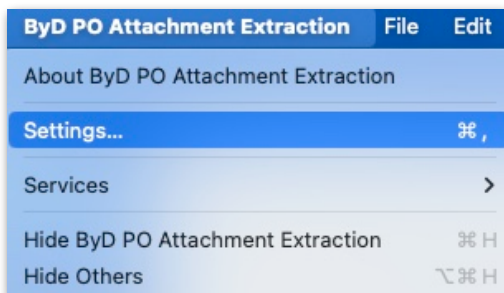 ByD PO Attachment Extraction File Edit
About ByD PO Attachment Extraction
Settings... ⌘ ,
Services >
Hide ByD PO Attachment Extraction ⌘ H
Hide Others ⌥ ⌘ H